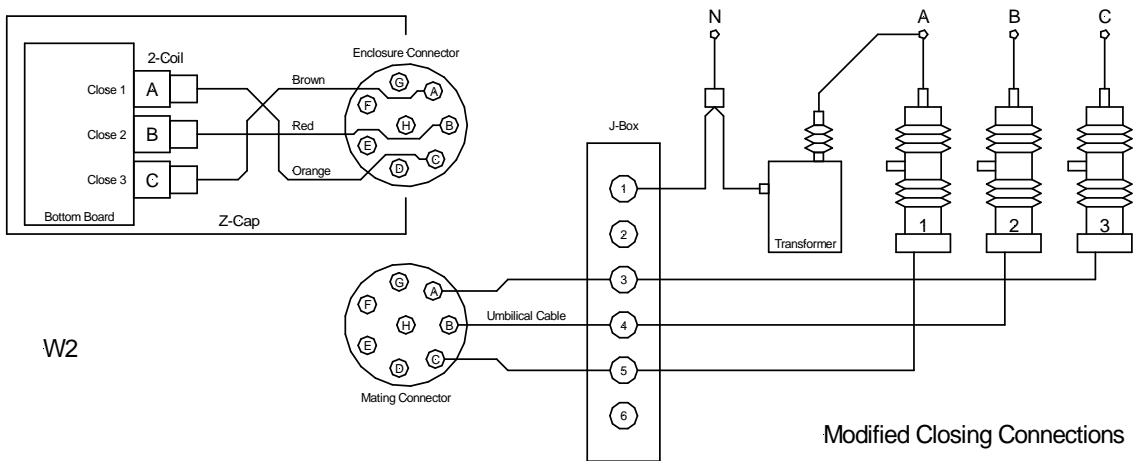 N
A
B
C
2-Coil
Enclosure Connector
Close 1
A
Brown
G
A
F
Close 2
B
Red
H
B
E
J-Box
Close 3
C
Orange
D
C
Bottom Board
Z-Cap
1
2
Transformer
1
2
3
G
A
3
F
H
B
Umbilical Cable
4
W2
E
D
C
5
Mating Connector
6
Modified Closing Connections